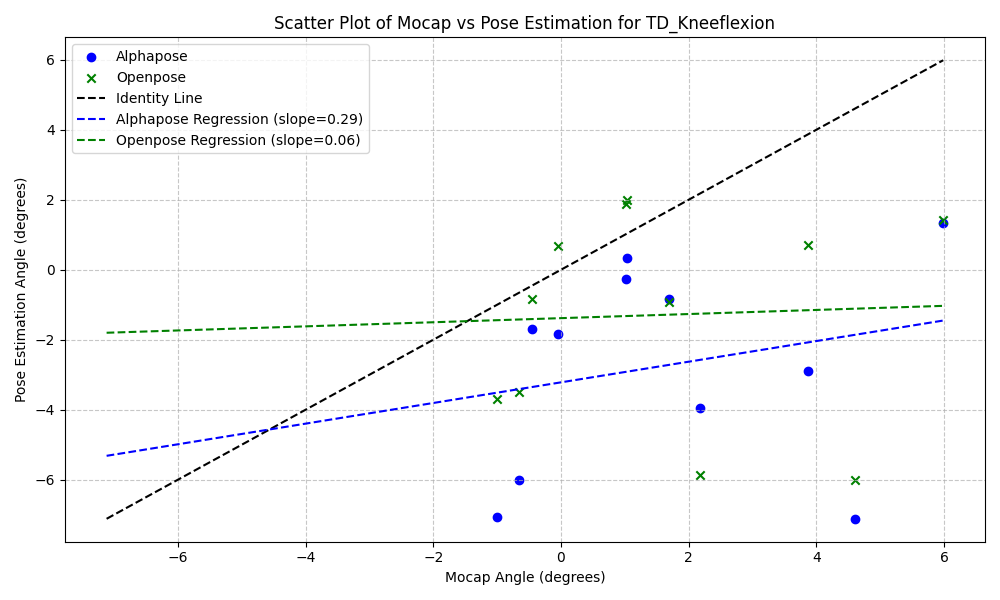 Scatter Plot of Mocap vs Pose Estimation for TD_Kneeflexion
Alphapose
Openpose
Identity Line
Alphapose Regression (slope=0.29)
Openpose Regression (slope=0.06)
Pose Estimation Angle (degrees)
6
4
2
0
−2
−4
−6
−6
−4
−2
0
2
4
6
Mocap Angle (degrees)